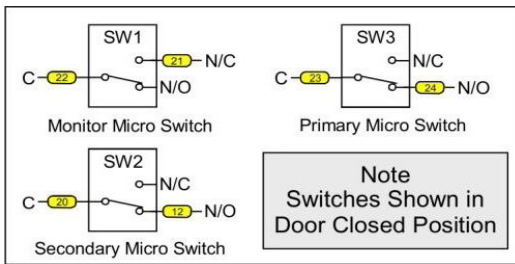 SW1
C 22 21 N/C
N/O
Monitor Micro Switch
SW3
N/C
C 23 24 N/O
Primary Micro Switch
SW2
N/C
C 20 12 N/O
Secondary Micro Switch
Note
Switches Shown in
Door Closed Position